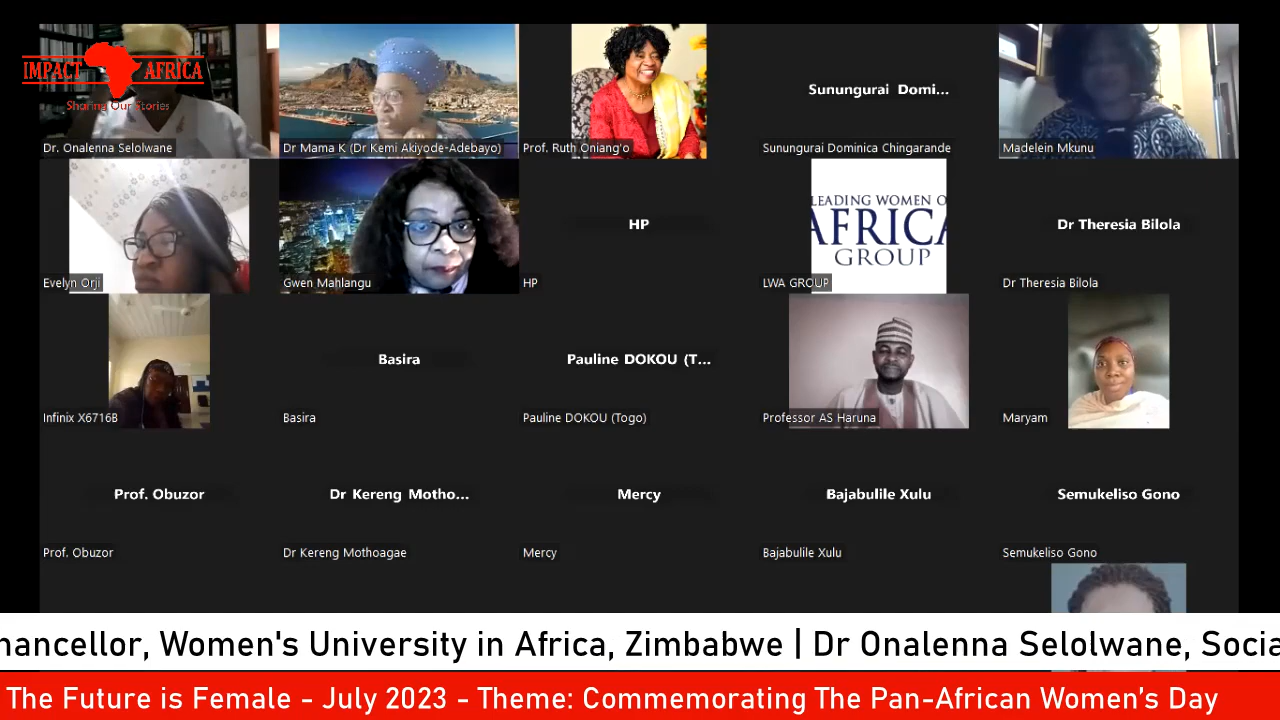 IMPACT AFRICA
Sharing Our Stories
Dr. Onalenna Selolwane
Dr Mama K (Dr Kemi Akiyode-Adebayo)
Prof. Ruth Oniang'o
Sunungurai Domi...
Sunungurai Dominica Chingarande
Madelein Mkunu
Evelyn Orji
Gwen Mahlangu
HP
HP
LEADING WOMEN O
AFRICA
GROUP
LWA GROUP
Dr Theresia Bilola
Dr Theresia Bilola
Infinix X6716B
Basira
Basira
Pauline DOKOU (T...
Pauline DOKOU (Togo)
Professor AS Haruna
Maryam
Prof. Obuzor
Prof. Obuzor
Dr Kereng Motho...
Dr Kereng Mothoagae
Mercy
Mercy
Bajabulile Xulu
Bajabulile Xulu
Semukeliso Gono
Semukeliso Gono
hancellor, Women's University in Africa, Zimbabwe | Dr Onalenna Selolwane, Socia
The Future is Female - July 2023 - Theme: Commemorating The Pan-African Women's Day